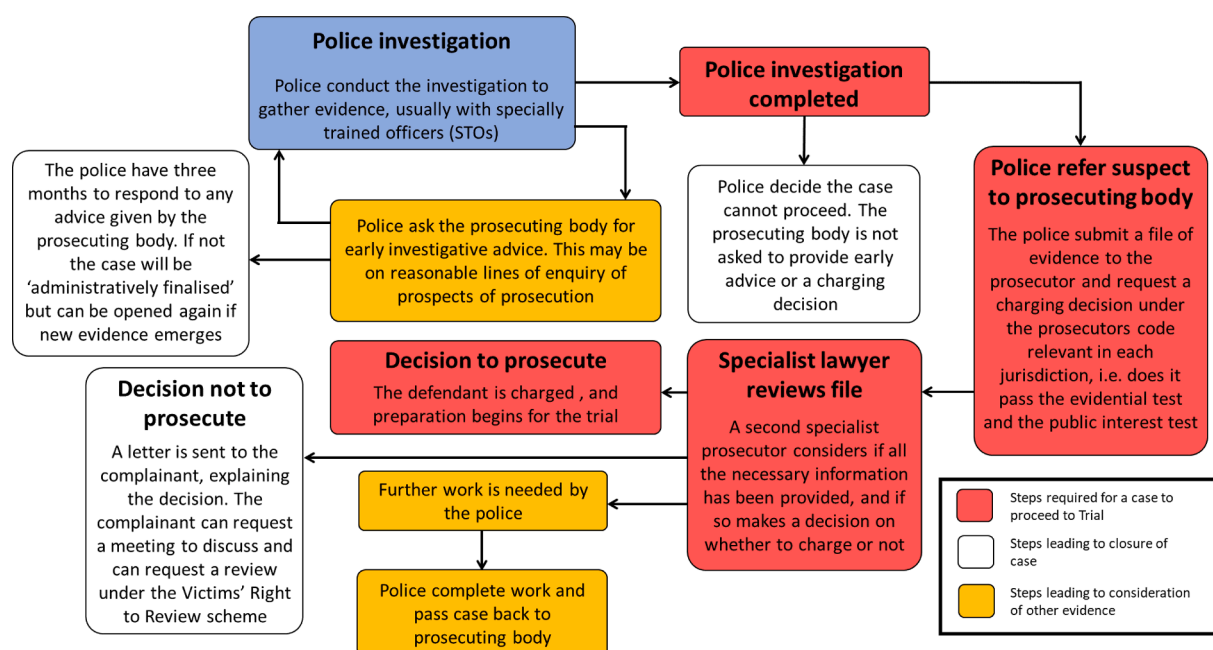 Police investigation
Police conduct the investigation to
gather evidence, usually with specially
trained officers (STOs)
Police investigation
completed
The police have three
months to respond to any
advice given by the
prosecuting body. If not
the case will be
‘administratively finalised’
but can be opened again if
new evidence emerges
Police ask the prosecuting body for
early investigative advice. This may be
on reasonable lines of enquiry of
prospects of prosecution
Police decide the case
cannot proceed. The
prosecuting body is not
asked to provide early
advice or a charging
decision
Police refer suspect
to prosecuting body
The police submit a file of
evidence to the
prosecutor and request a
charging decision under
the prosecutors code
relevant in each
jurisdiction, i.e. does it
pass the evidential test
and the public interest test
Decision to prosecute
The defendant is charged , and
preparation begins for the trial
Specialist lawyer
reviews file
A second specialist
prosecutor considers if all
the necessary information
has been provided, and if
so makes a decision on
whether to charge or not
Decision not to
prosecute
A letter is sent to the
complainant, explaining
the decision. The
complainant can request
a meeting to discuss and
can request a review
under the Victims’ Right
to Review scheme
Further work is needed by
the police
Police complete work and
pass case back to
prosecuting body
Steps required for a case to
proceed to Trial
Steps leading to closure of
case
Steps leading to consideration
of other evidence